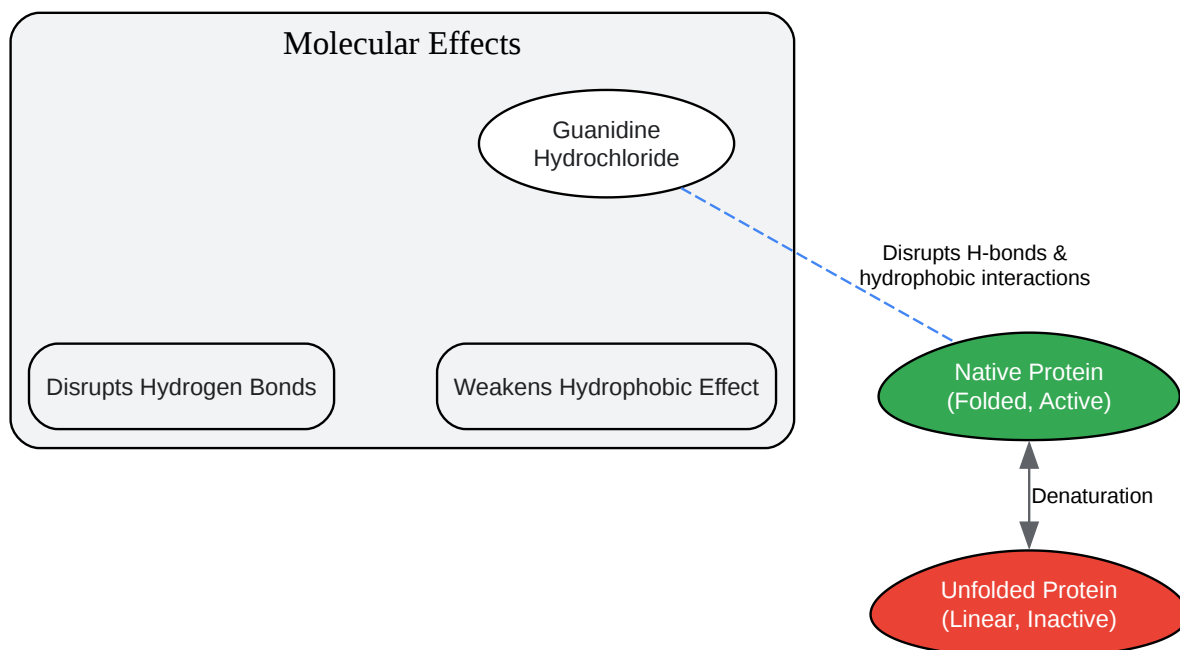 Molecular Effects
Guanidine
Hydrochloride
Disrupts H-bonds &
hydrophobic interactions
Disrupts Hydrogen Bonds
Weakens Hydrophobic Effect
Native Protein
(Folded, Active)
Denaturation
Unfolded Protein
(Linear, Inactive)